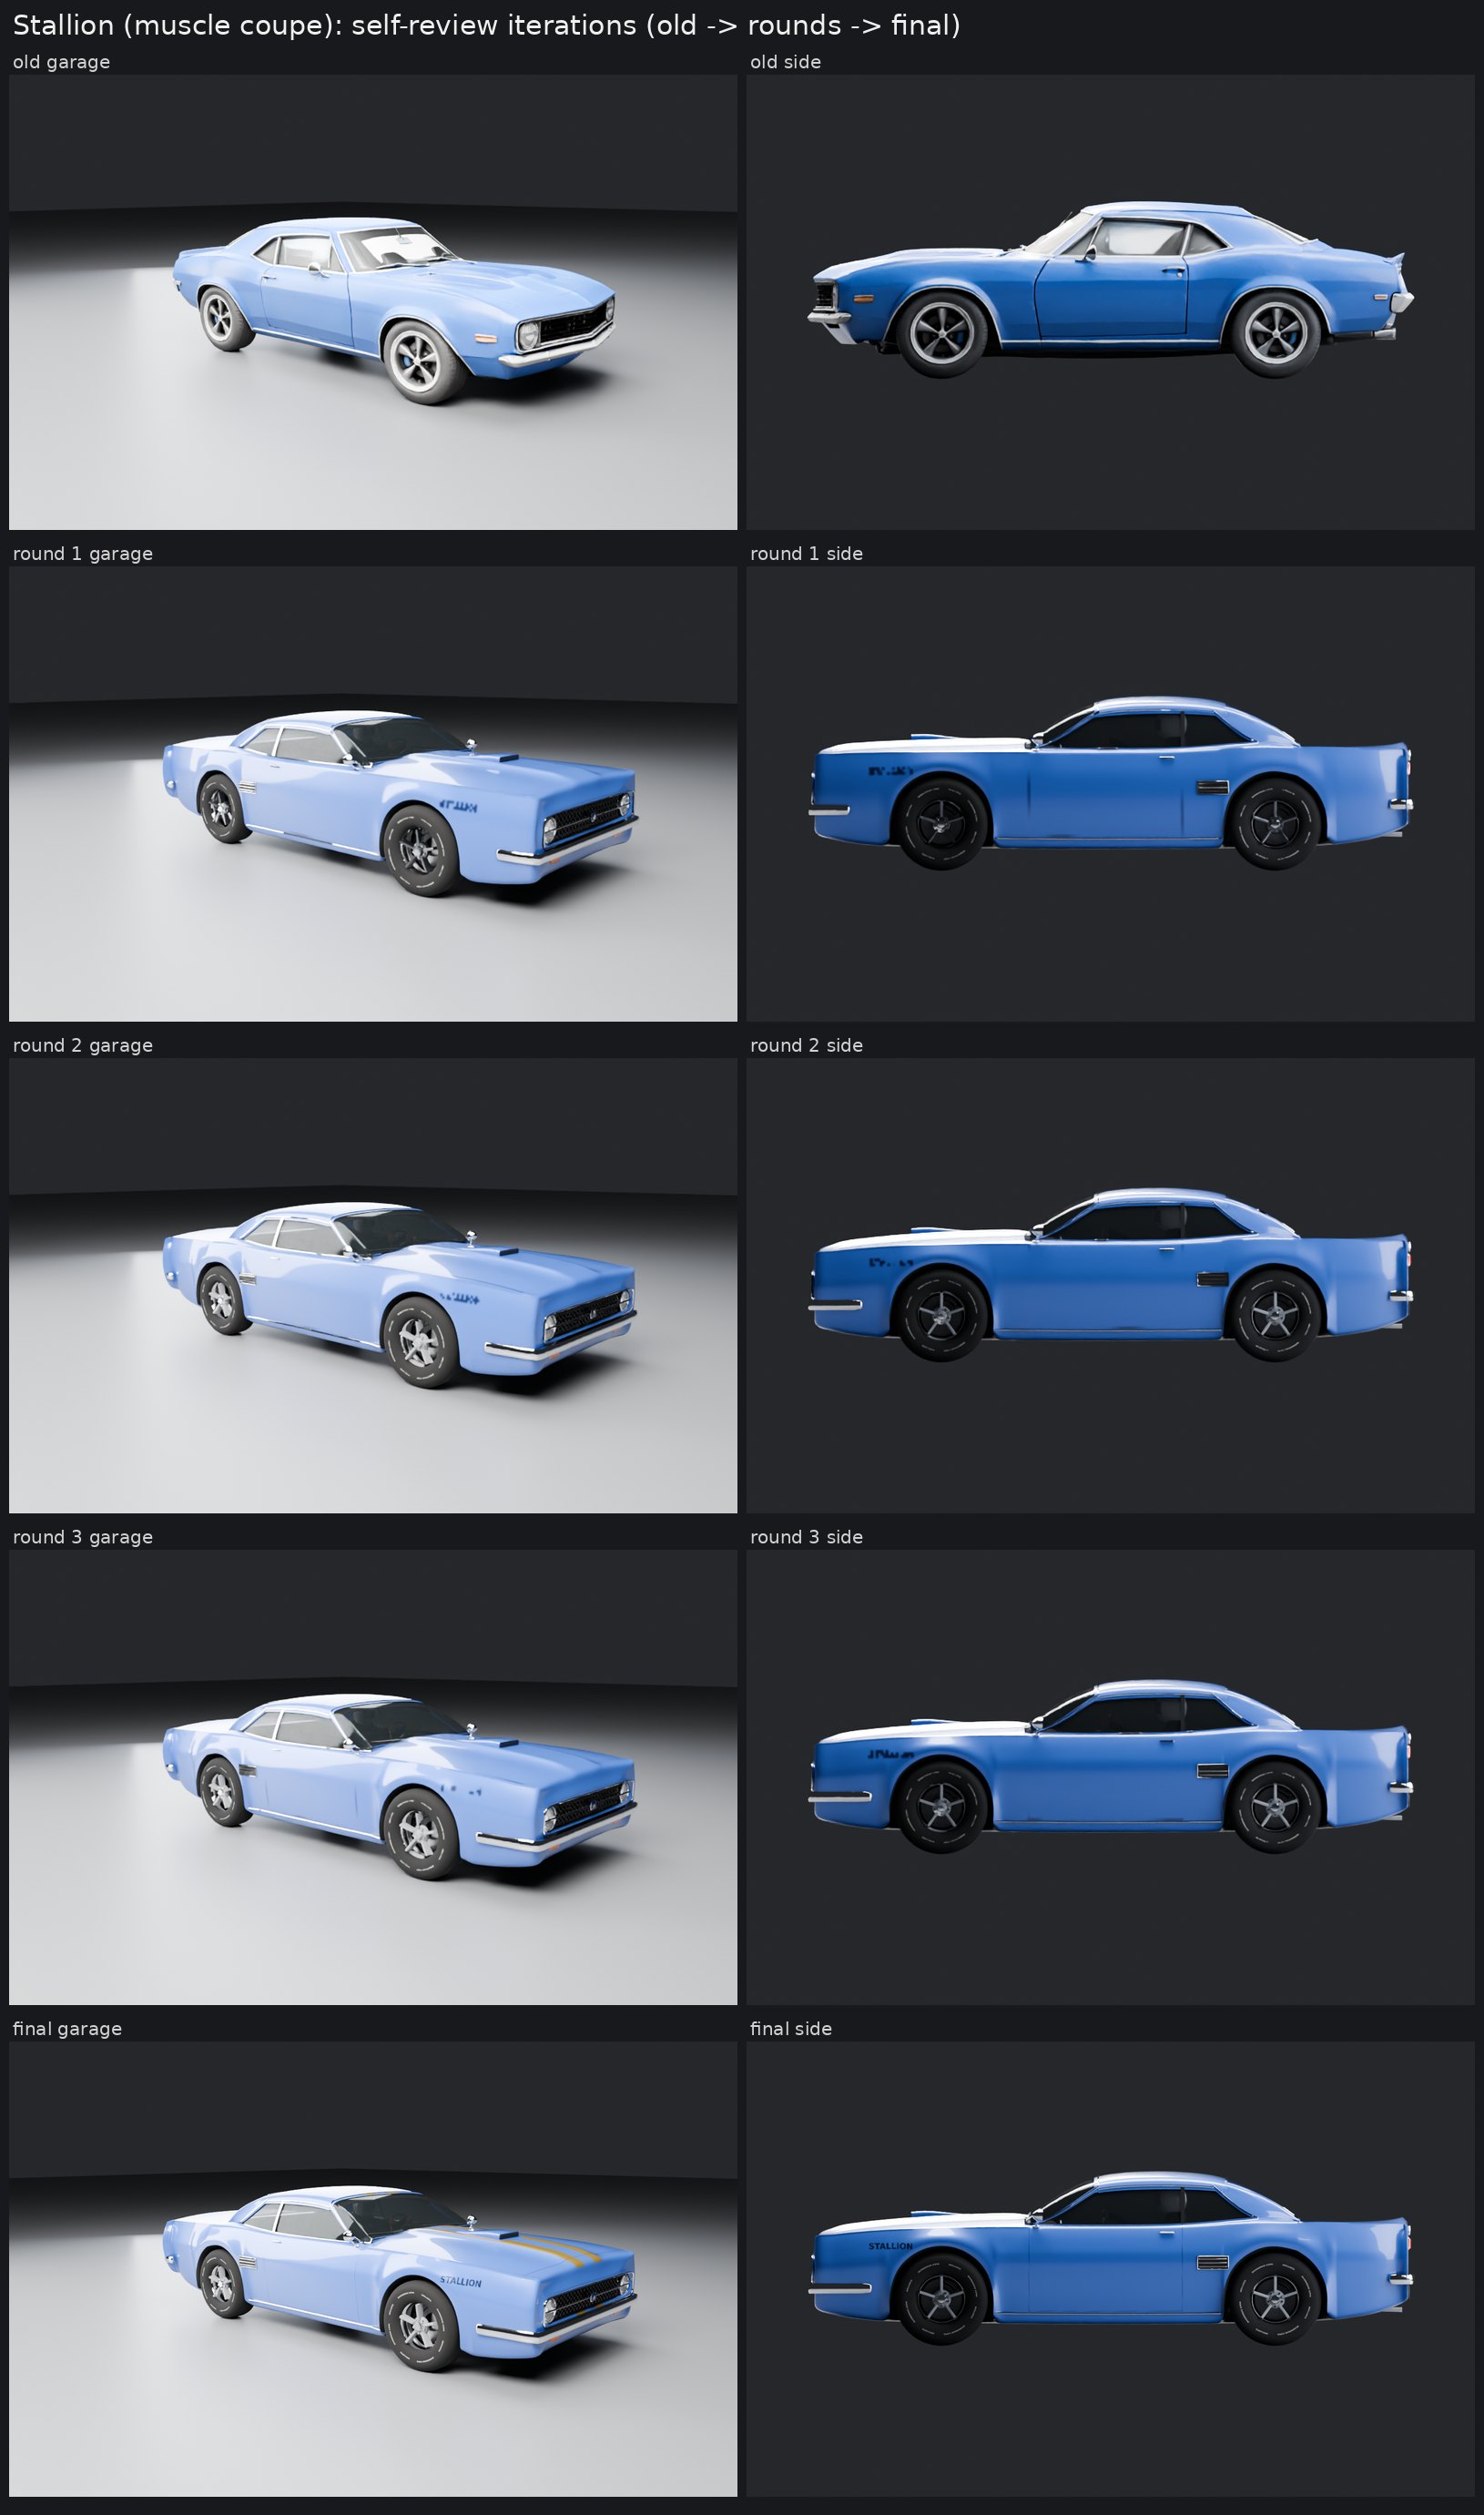 Stallion (muscle coupe): self-review iterations (old -> rounds -> final)
old garage
old side
round 1 garage
round 1 side
round 2 garage
round 2 side
round 3 garage
round 3 side
final garage
final side
STALLION
STALLION